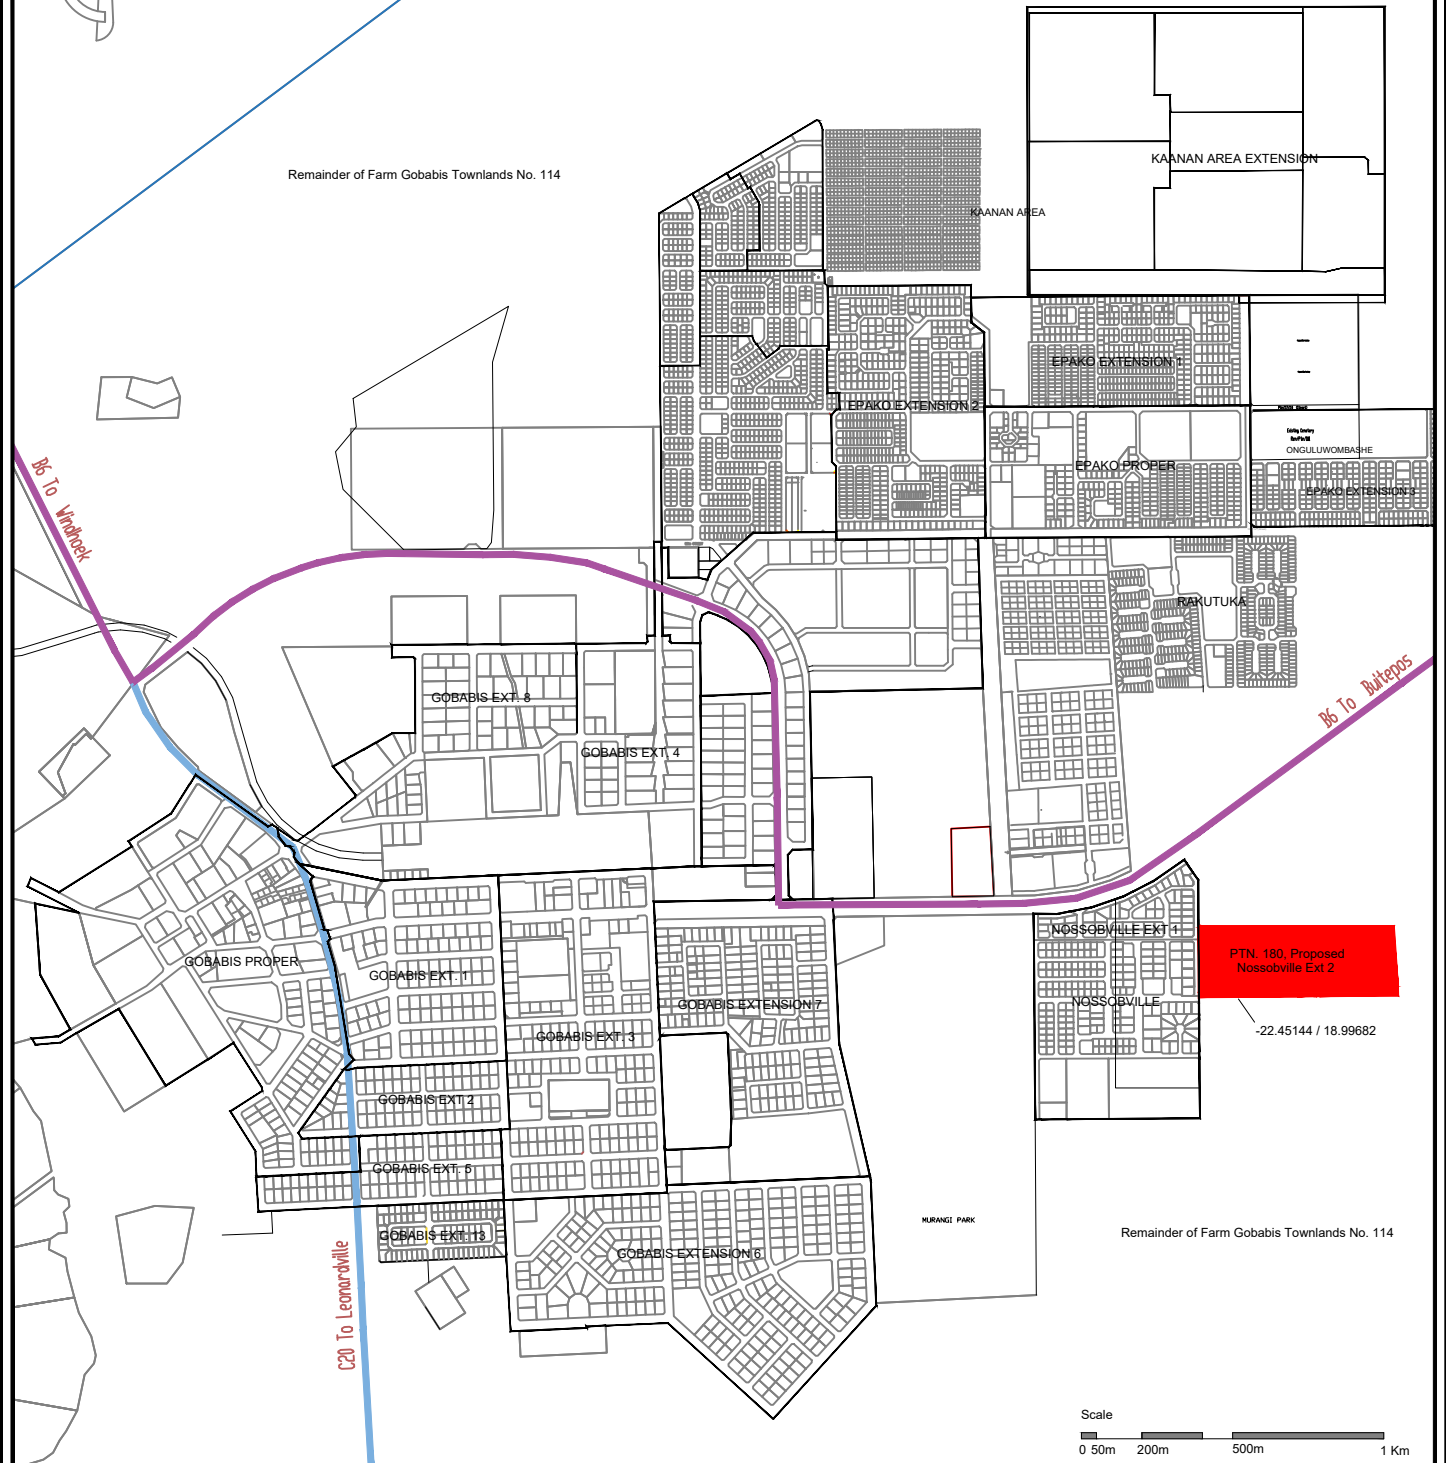 KAANAN AREA EXTENSION
Remainder of Farm Gobabis Townlands No. 114
KAANAN AREA
EPAKO EXTENSION 1
EPAKO EXTENSION 2
Existing Cemetery
ONGULUWOMBASHE
EPAKO PROPER
EPAKO EXTENSION 3
B6 To Windhoek
RAKUTUKA
B6 To Buitepos
GOBABIS EXT. 8
GOBABIS EXT. 4
NOSSOBVILLE EXT 1
PTN. 180, Proposed
Nossobville Ext 2
GOBABIS PROPER
GOBABIS EXT. 1
GOBABIS EXTENSION 7
NOSSOBVILLE
-22.45144 / 18.99682
GOBABIS EXT. 3
GOBABIS EXT 2
GOBABIS EXT. 5
MURANGI PARK
Remainder of Farm Gobabis Townlands No. 114
GOBABIS EXT. 13
GOBABIS EXTENSION 6
C20 To Leonardville
Scale
0 50m 200m 500m 1 Km